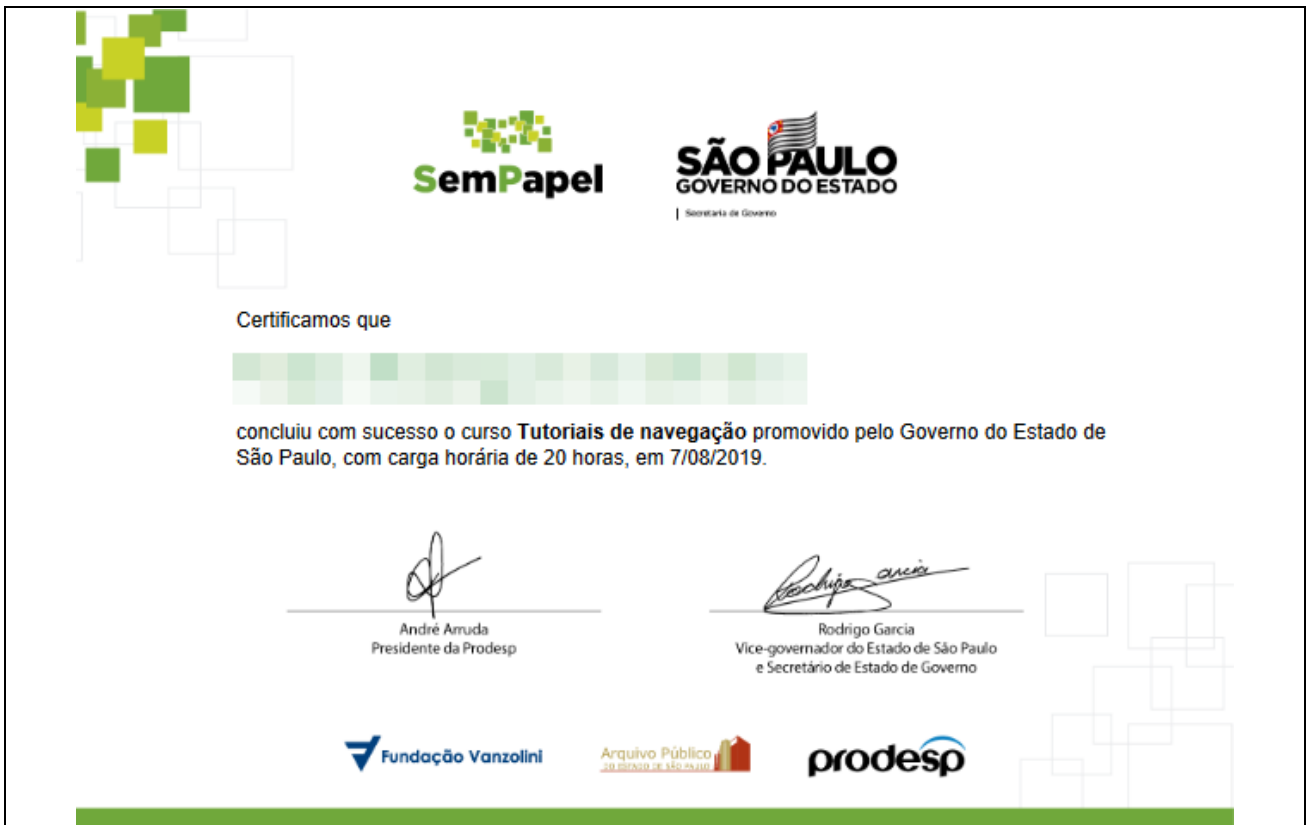 SemPapel
SÃO PAULO
GOVERNO DO ESTADO
Secretaria de Governo
Certificamos que
concluiu com sucesso o curso Tutoriais de navegação promovido pelo Governo do Estado de
São Paulo, com carga horária de 20 horas, em 7/08/2019.
Rodrigo Garcia
André Arruda
Presidente da Prodesp
Rodrigo Garcia
Vice-governador do Estado de São Paulo
e Secretário de Estado de Governo
Fundação Vanzolini
Arquivo Público
DO ESTADO DE SÃO PAULO
prodesp